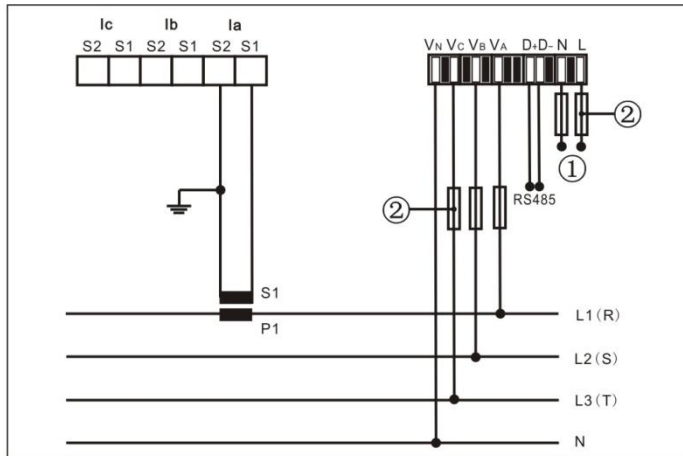 Ic Ib Ia
S2 S1 S2 S1 S2 S1
VN VC VB VA D+ D- N L
②
①
RS485
②
S1
P1
L1(R)
L2(S)
L3(T)
N